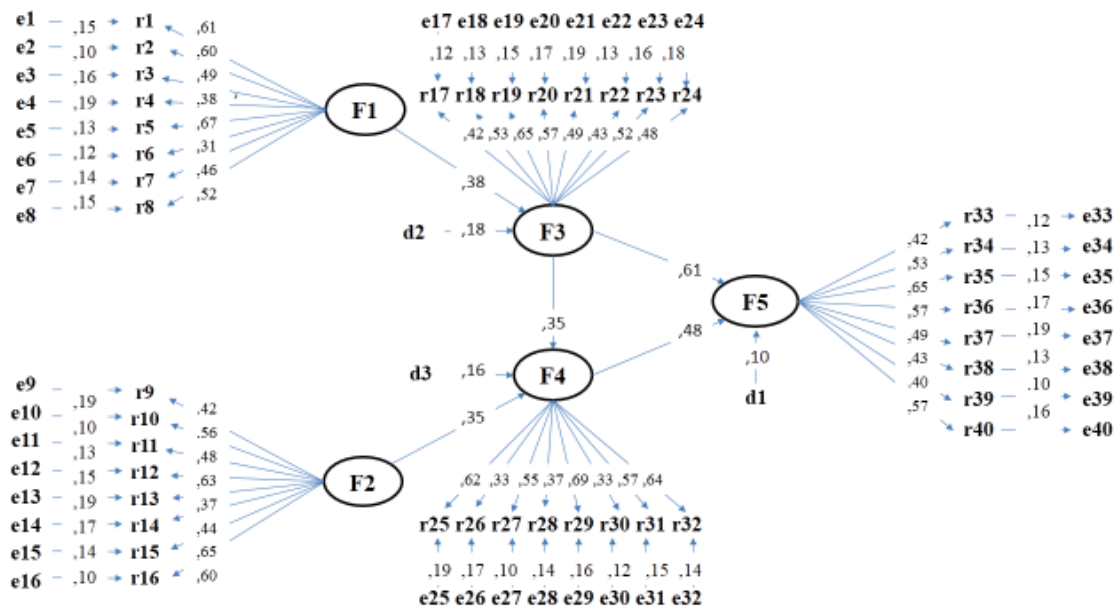 e1 ,15 r1 ,61
e2 ,10 r2 ,60
e3 ,16 r3 ,49
e4 ,19 r4 ,38
e5 ,13 r5 ,67
e6 ,12 r6 ,31
e7 ,14 r7 ,46
e8 ,15 r8 ,52
F1
e17 e18 e19 e20 e21 e22 e23 e24
,12 ,13 ,15 ,17 ,19 ,13 ,16 ,18
r17 r18 r19 r20 r21 r22 r23 r24
,42 ,53 ,65 ,57 ,49 ,43 ,52 ,48
,38
d2 ,18 F3
,61
,35
F5
,48
,10
d1
d3 ,16 F4
,35
r33 ,12 e33
,42
r34 ,13 e34
,53
r35 ,15 e35
,65
r36 ,17 e36
,57
r37 ,19 e37
,49
r38 ,13 e38
,43
r39 ,10 e39
,40
r40 ,16 e40
,57
e9 ,19 r9 ,42
e10 ,10 r10 ,56
e11 ,13 r11 ,48
e12 ,15 r12 ,63
e13 ,19 r13 ,37
e14 ,17 r14 ,44
e15 ,14 r15 ,65
e16 ,10 r16 ,60
F2
,62 ,33 ,55 ,37 ,69 ,33 ,57 ,64
r25 r26 r27 r28 r29 r30 r31 r32
,19 ,17 ,10 ,14 ,16 ,12 ,15 ,14
e25 e26 e27 e28 e29 e30 e31 e32